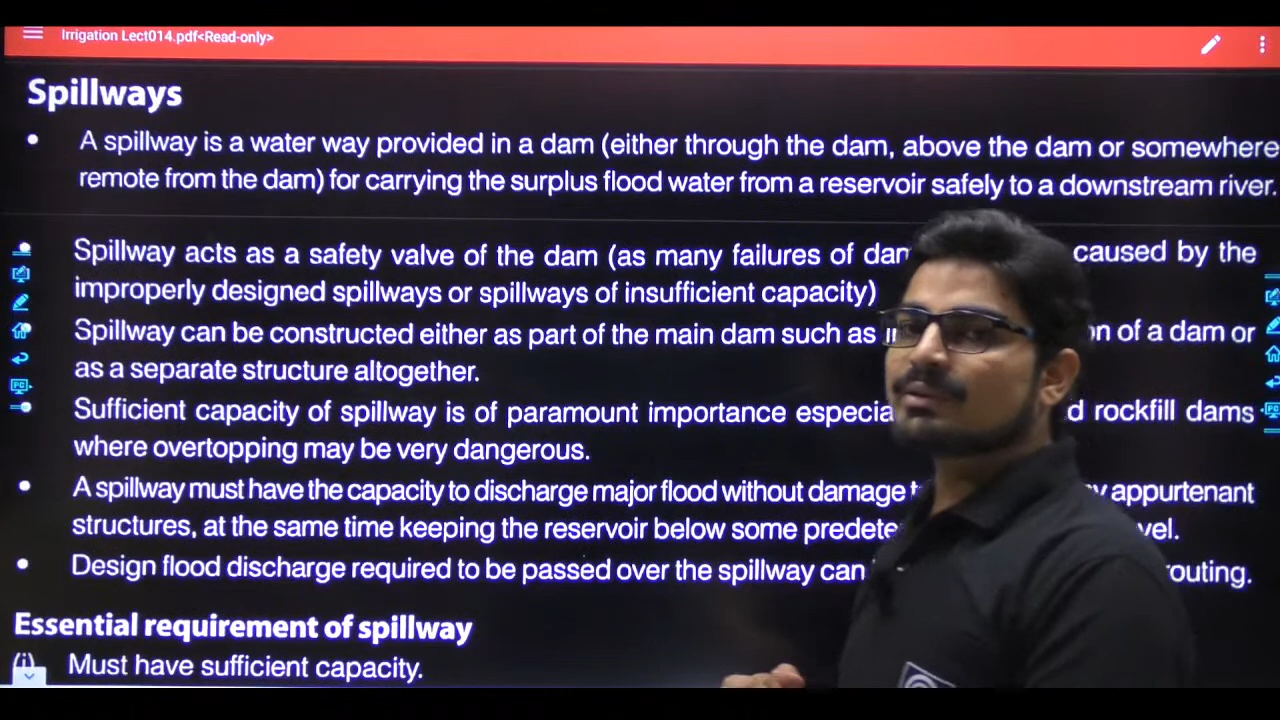 Irrigation Lect014.pdf<Read-only>
Spillways
• A spillway is a water way provided in a dam (either through the dam, above the dam or somewhere
remote from the dam) for carrying the surplus flood water from a reservoir safely to a downstream river.
Spillway acts as a safety valve of the dam (as many failures of caused by the
improperly designed spillways or spillways of insufficient capacity)
Spillway can be constructed either as part of the main dam such as of a dam or
as a separate structure altogether.
Sufficient capacity of spillway is of paramount importance rockfill dams
where overtopping may be very dangerous.
• A spillway must have the capacity to discharge major flood without damage appurtenant
structures, at the same time keeping the reservoir below some
• Design flood discharge required to be passed over the spillway can routing.
Essential requirement of spillway
(i) Must have sufficient capacity.